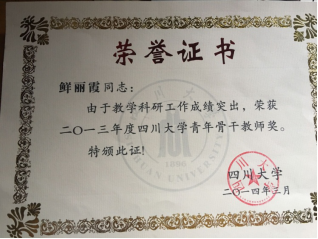 荣誉证书
鲜丽霞同志：
由于教学科研工作成绩突出，荣获
二〇一三年度四川大学青年骨干教师奖。
特颁此证！
四川大学
二〇一四年三月